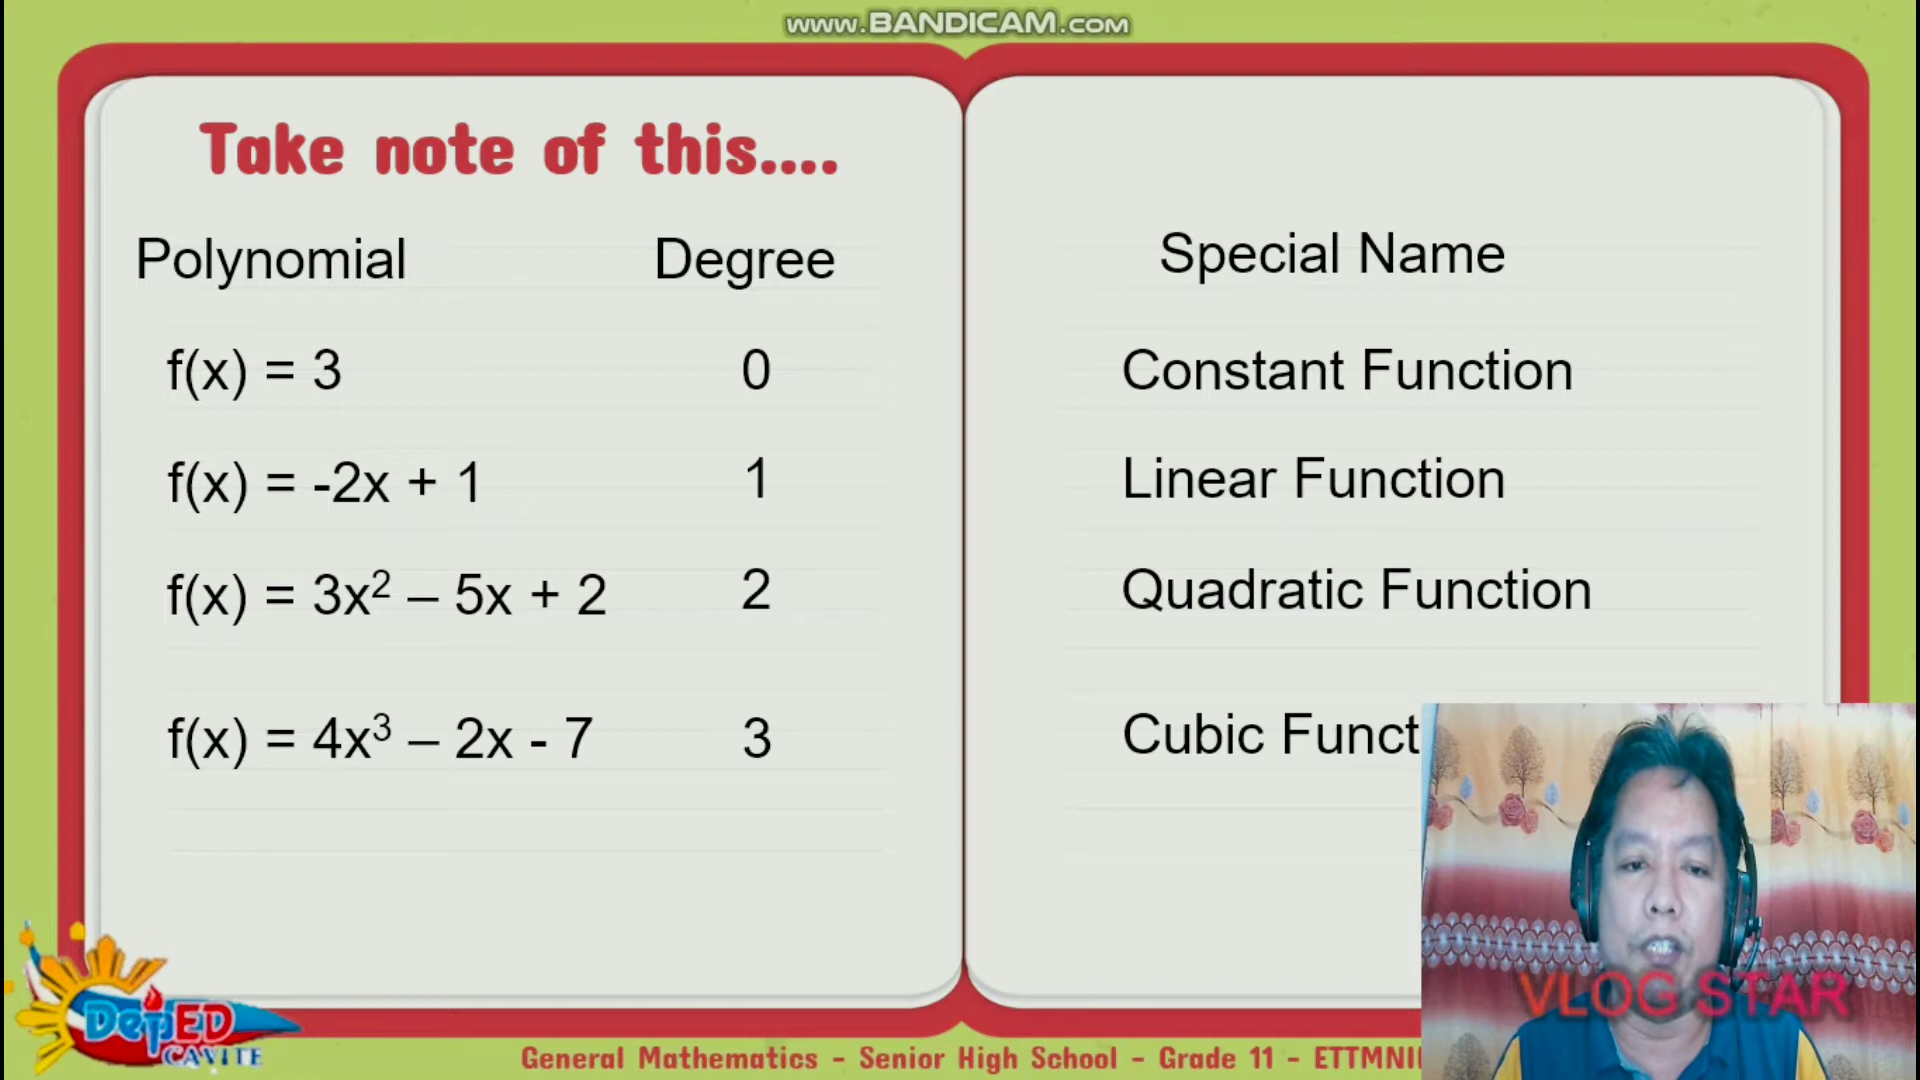 www.BANDICAM.com
Take note of this....
Polynomial Degree Special Name
f(x) = 3 0 Constant Function
f(x) = -2x + 1 1 Linear Function
f(x) = 3x² – 5x + 2 2 Quadratic Function
f(x) = 4x³ – 2x - 7 3 Cubic Funct
DepED
CAVITE
VLOG STAR
General Mathematics - Senior High School - Grade 11 -